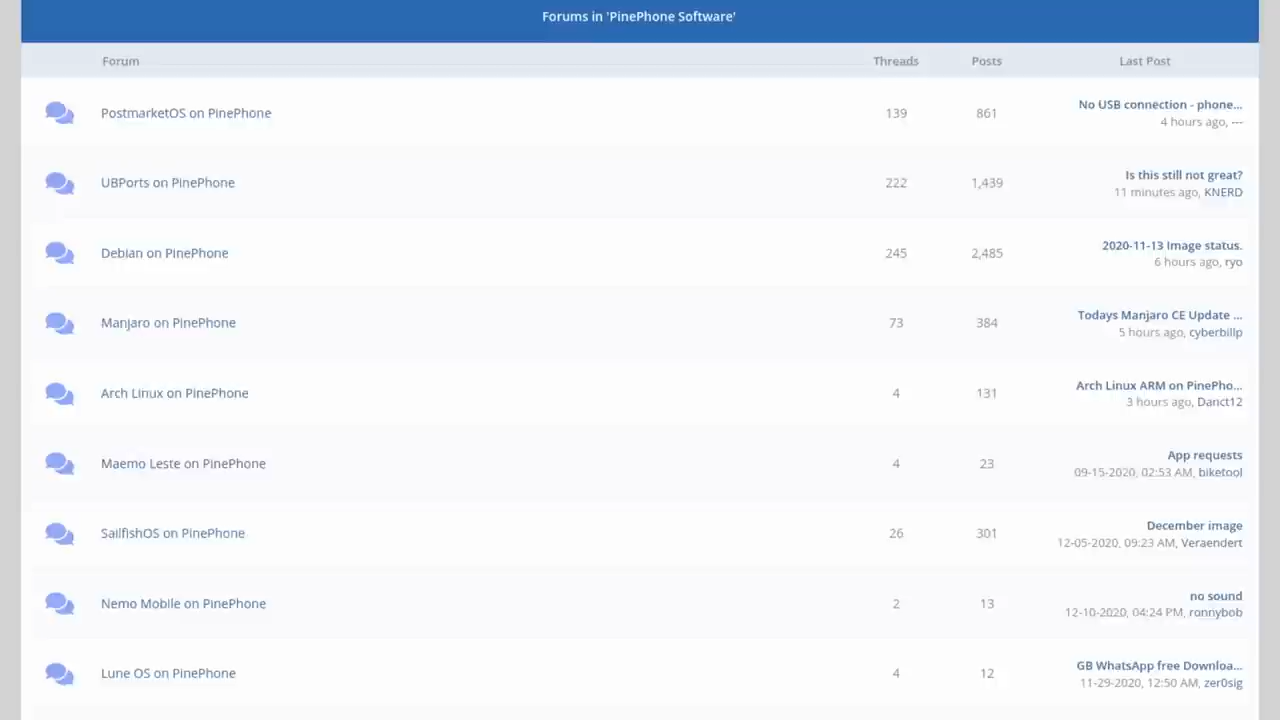 Forums in 'PinePhone Software'
Forum Threads Posts Last Post
PostmarketOS on PinePhone 139 861 No USB connection - phone...
4 hours ago, ---
UBPorts on PinePhone 222 1,439 Is this still not great?
11 minutes ago, KNERD
Debian on PinePhone 245 2,485 2020-11-13 Image status.
6 hours ago, ryo
Manjaro on PinePhone 73 384 Todays Manjaro CE Update ...
5 hours ago, cyberbillp
Arch Linux on PinePhone 4 131 Arch Linux ARM on PinePho...
3 hours ago, Danct12
Maemo Leste on PinePhone 4 23 App requests
09-15-2020, 02:53 AM, biketool
SailfishOS on PinePhone 26 301 December image
12-05-2020, 09:23 AM, Veraendert
Nemo Mobile on PinePhone 2 13 no sound
12-10-2020, 04:24 PM, ronnybob
Lune OS on PinePhone 4 12 GB WhatsApp free Downloa...
11-29-2020, 12:50 AM, zer0sig